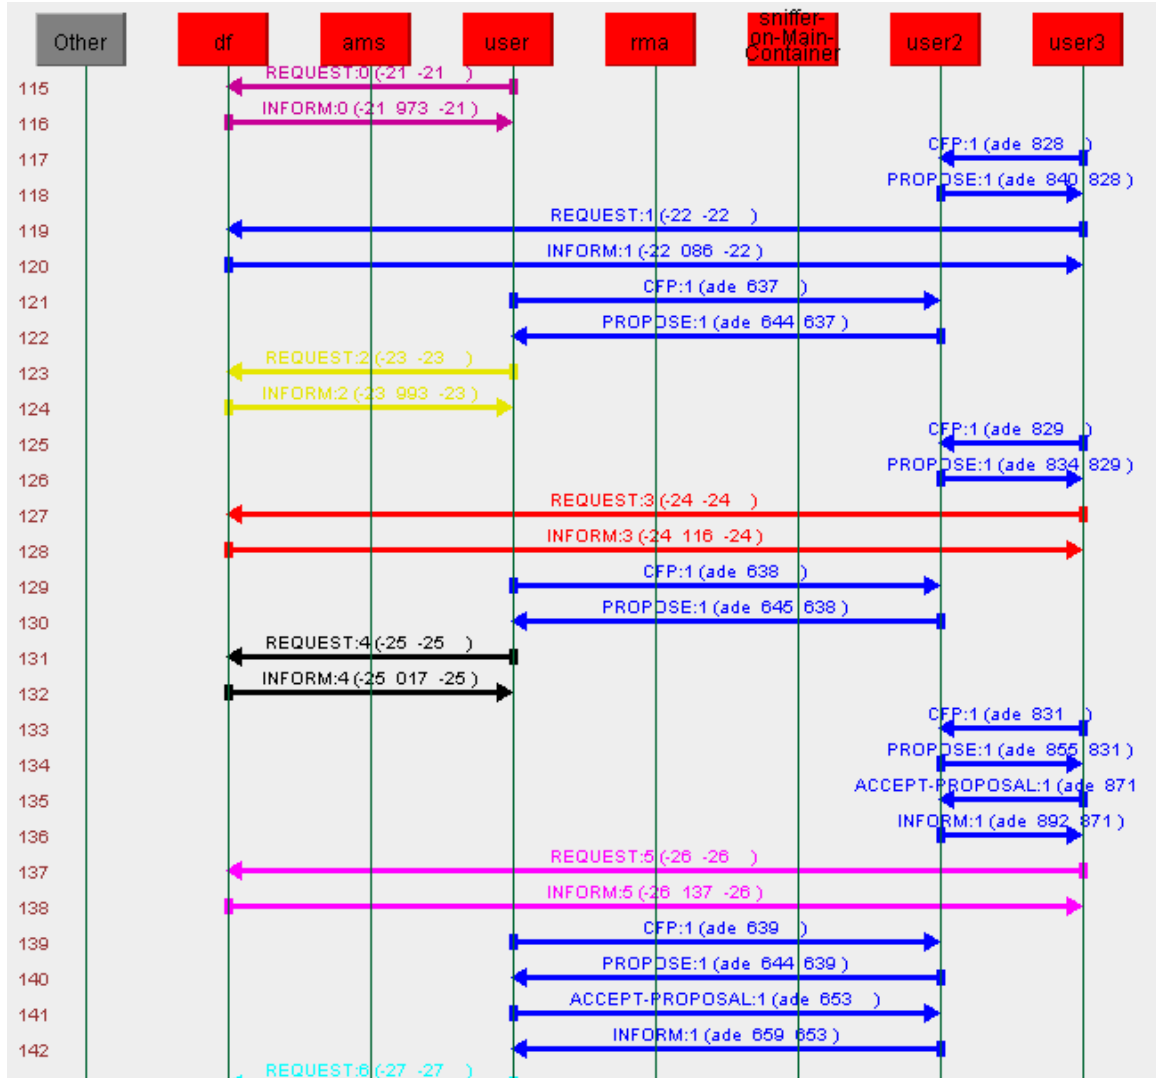 Other df ams user rma sniffer-on-Main-Container user2 user3
REQUEST:0 (-21 -21 )
115
INFORM:0 (-21 973 -21 )
116
CFP:1 (ade 828 )
117
PROPOSE:1 (ade 840 828 )
118
REQUEST:1 (-22 -22 )
119
INFORM:1 (-22 086 -22 )
120
CFP:1 (ade 637 )
121
PROPOSE:1 (ade 644 637 )
122
REQUEST:2 (-23 -23 )
123
INFORM:2 (-23 993 -23 )
124
CFP:1 (ade 829 )
125
PROPOSE:1 (ade 834 829 )
126
REQUEST:3 (-24 -24 )
127
INFORM:3 (-24 116 -24 )
128
CFP:1 (ade 638 )
129
PROPOSE:1 (ade 645 638 )
130
REQUEST:4 (-25 -25 )
131
INFORM:4 (-25 017 -25 )
132
CFP:1 (ade 831 )
133
PROPOSE:1 (ade 855 831 )
134
ACCEPT-PROPOSAL:1 (ade 871
135
INFORM:1 (ade 892 871 )
136
REQUEST:5 (-26 -26 )
137
INFORM:5 (-26 137 -26 )
138
CFP:1 (ade 639 )
139
PROPOSE:1 (ade 644 639 )
140
ACCEPT-PROPOSAL:1 (ade 653 )
141
INFORM:1 (ade 659 653 )
142
REQUEST:6 (-27 -27 )